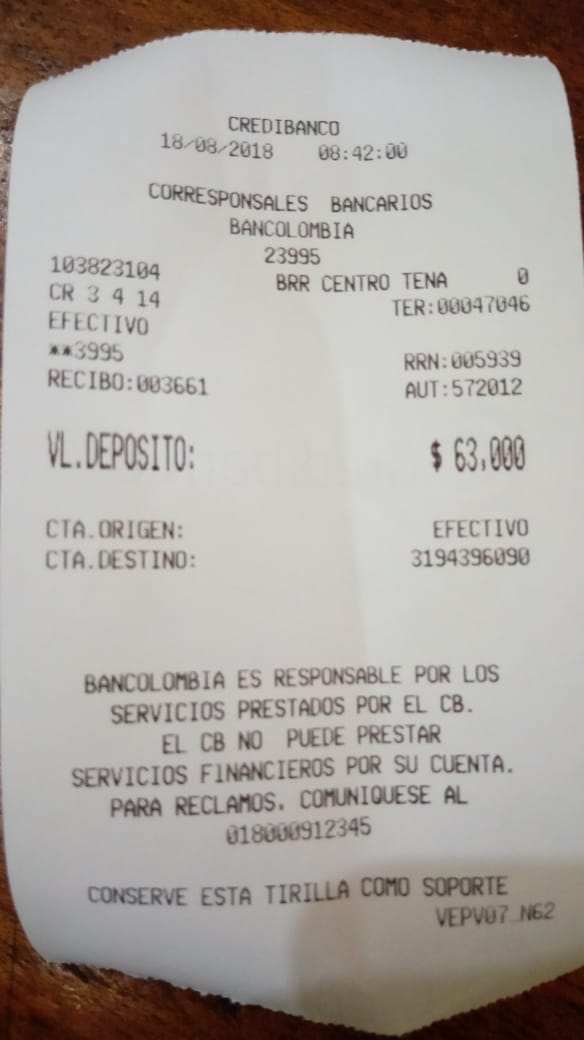 CREDIBANCO
18/08/2018 08:42:00
CORRESPONSALES BANCARIOS
BANCOLOMBIA
23995
103823104
BRR CENTRO TENA 0
CR 3 4 14
TER:00047046
EFECTIVO
**3995
RRN:005939
RECIBO:003661
AUT:572012
VL.DEPOSITO: $ 63,000
CTA.ORIGEN: EFECTIVO
CTA.DESTINO: 3194396090
BANCOLOMBIA ES RESPONSABLE POR LOS
SERVICIOS PRESTADOS POR EL CB.
EL CB NO PUEDE PRESTAR
SERVICIOS FINANCIEROS POR SU CUENTA.
PARA RECLAMOS, COMUNIQUESE AL
018000912345
CONSERVE ESTA TIRILLA COMO SOPORTE
VEPV07_N62